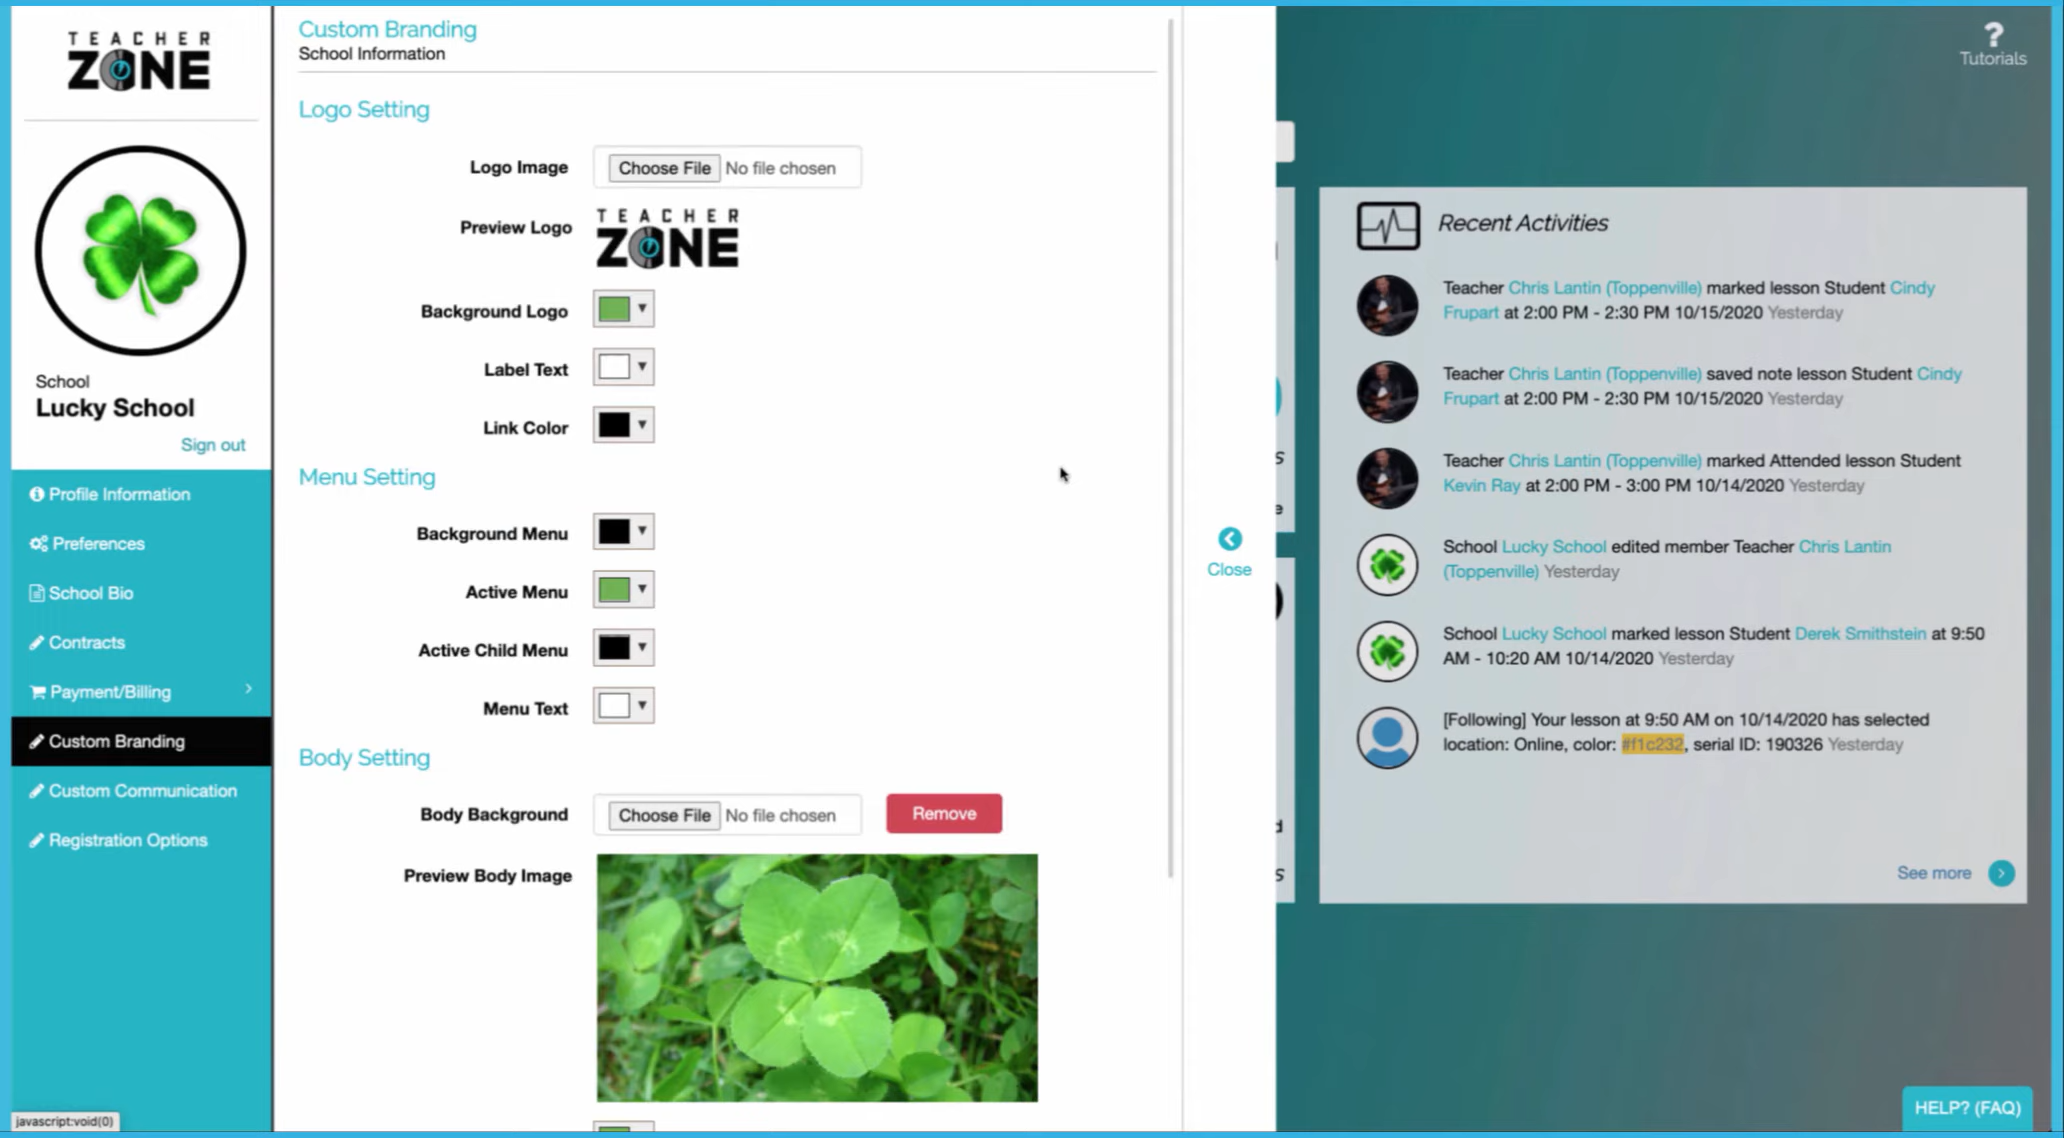 TEACHER
ZONE
School
Lucky School
Sign out
Profile Information
Preferences
School Bio
Contracts
Payment/Billing
Custom Branding
Custom Communication
Registration Options
javascript:void(0)
Custom Branding
School Information
Logo Setting
Logo Image Choose File No file chosen
Preview Logo TEACHER
ZONE
Background Logo
Label Text
Link Color
Menu Setting
Background Menu
Active Menu
Active Child Menu
Menu Text
Body Setting
Body Background Choose File No file chosen Remove
Preview Body Image
Close
? 
Tutorials
Recent Activities
Teacher Chris Lantin (Toppenville) marked lesson Student Cindy
Frupart at 2:00 PM - 2:30 PM 10/15/2020 Yesterday
Teacher Chris Lantin (Toppenville) saved note lesson Student Cindy
Frupart at 2:00 PM - 2:30 PM 10/15/2020 Yesterday
Teacher Chris Lantin (Toppenville) marked Attended lesson Student
Kevin Ray at 2:00 PM - 3:00 PM 10/14/2020 Yesterday
School Lucky School edited member Teacher Chris Lantin
(Toppenville) Yesterday
School Lucky School marked lesson Student Derek Smithstein at 9:50
AM - 10:20 AM 10/14/2020 Yesterday
[Following] Your lesson at 9:50 AM on 10/14/2020 has selected
location: Online, color: #f1c232, serial ID: 190326 Yesterday
See more
HELP? (FAQ)